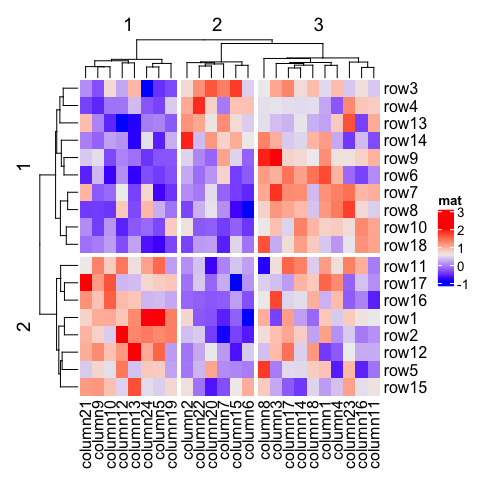 1 2 3
row3
row4
row13
row14
1
row9
row6
row7
row8
row10
row18
row11
row17
row16
row1
2
row2
row12
row5
row15
mat
3
2
1
0
-1
column21
column9
column10
column12
column13
column24
column5
column19
column2
column22
column20
column7
column15
column6
column8
column3
column17
column14
column18
column1
column4
column23
column16
column11